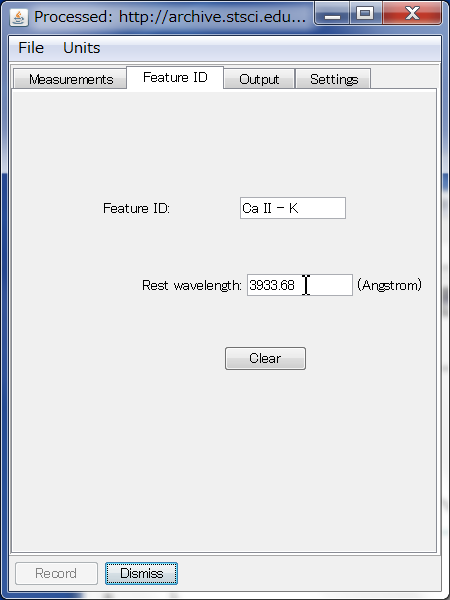 Processed: http://archive.stsci.edu...
File Units
Measurements Feature ID Output Settings
Feature ID: Ca II - K
Rest wavelength: 3933.68 (Angstrom)
Clear
Record Dismiss